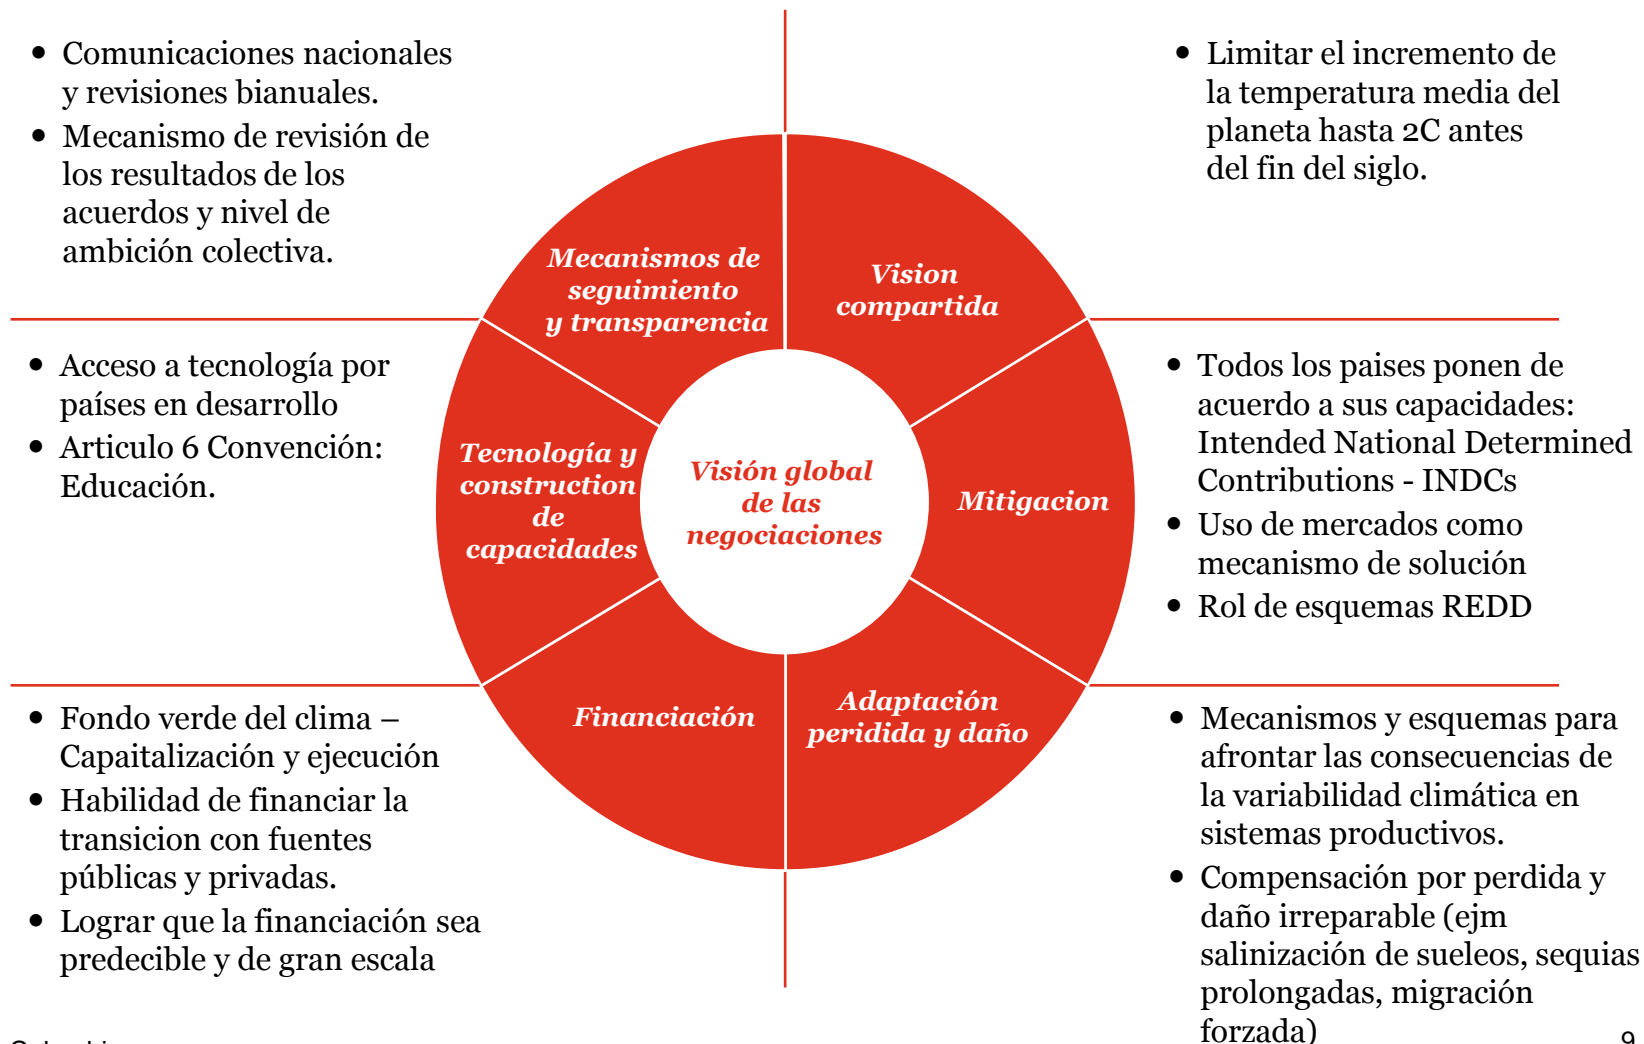 Comunicaciones nacionales
y revisiones bianuales.
Mecanismo de revisión de
los resultados de los
acuerdos y nivel de
ambición colectiva.
Limitar el incremento de
la temperatura media del
planeta hasta 2C antes
del fin del siglo.
Mecanismos de
seguimiento
y transparencia
Vision
compartida
Acceso a tecnología por
países en desarrollo
Articulo 6 Convención:
Educación.
Tecnología y
construction
de
capacidades
Visión global
de las
negociaciones
Mitigacion
Todos los paises ponen de
acuerdo a sus capacidades:
Intended National Determined
Contributions - INDCs
Uso de mercados como
mecanismo de solución
Rol de esquemas REDD
Financiación
Adaptación
peridida y daño
Fondo verde del clima –
Capaitalización y ejecución
Habilidad de financiar la
transicion con fuentes
públicas y privadas.
Lograr que la financiación sea
predecible y de gran escala
Mecanismos y esquemas para
afrontar las consecuencias de
la variabilidad climática en
sistemas productivos.
Compensación por perdida y
daño irreparable (ejm
salinización de sueleos, sequias
prolongadas, migración
forzada)
9